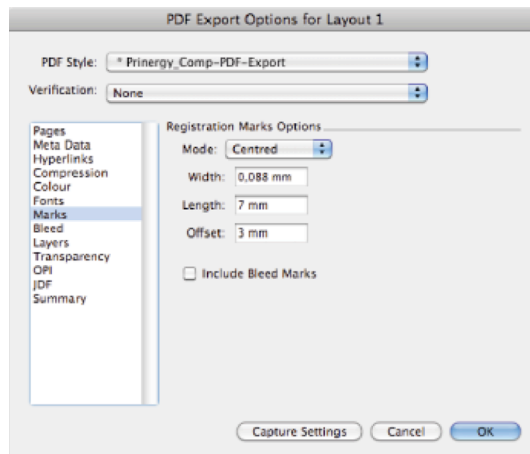 PDF Export Options for Layout 1
PDF Style: * Prinergy_Comp-PDF-Export
Verification: None
Pages
Meta Data
Hyperlinks
Compression
Colour
Fonts
Marks
Bleed
Layers
Transparency
OPI
JDF
Summary
Registration Marks Options
Mode: Centred
Width: 0,088 mm
Length: 7 mm
Offset: 3 mm
Include Bleed Marks
Capture Settings Cancel OK